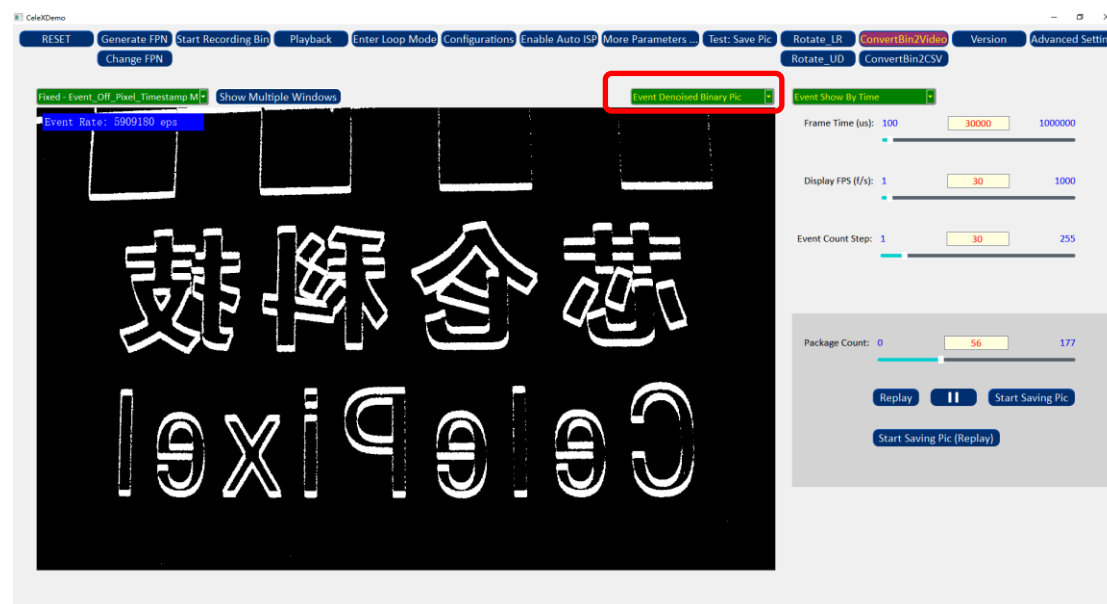 CeleXDemo
RESET Generate FPN Start Recording Bin Playback Enter Loop Mode Configurations Enable Auto ISP More Parameters ... Test: Save Pic Rotate_LR ConvertBin2Video Version Advanced Settin
Change FPN Rotate_UD ConvertBin2CSV
Fixed - Event_Off_Pixel_Timestamp M Show Multiple Windows Event Denoised Binary Pic Event Show By Time
Event Rate: 5909180 eps
Frame Time (us): 100 30000 1000000
Display FPS (f/s): 1 30 1000
Event Count Step: 1 30 255
芯仑科技
CelePixel
Package Count: 0 56 177
Replay Start Saving Pic
Start Saving Pic (Replay)